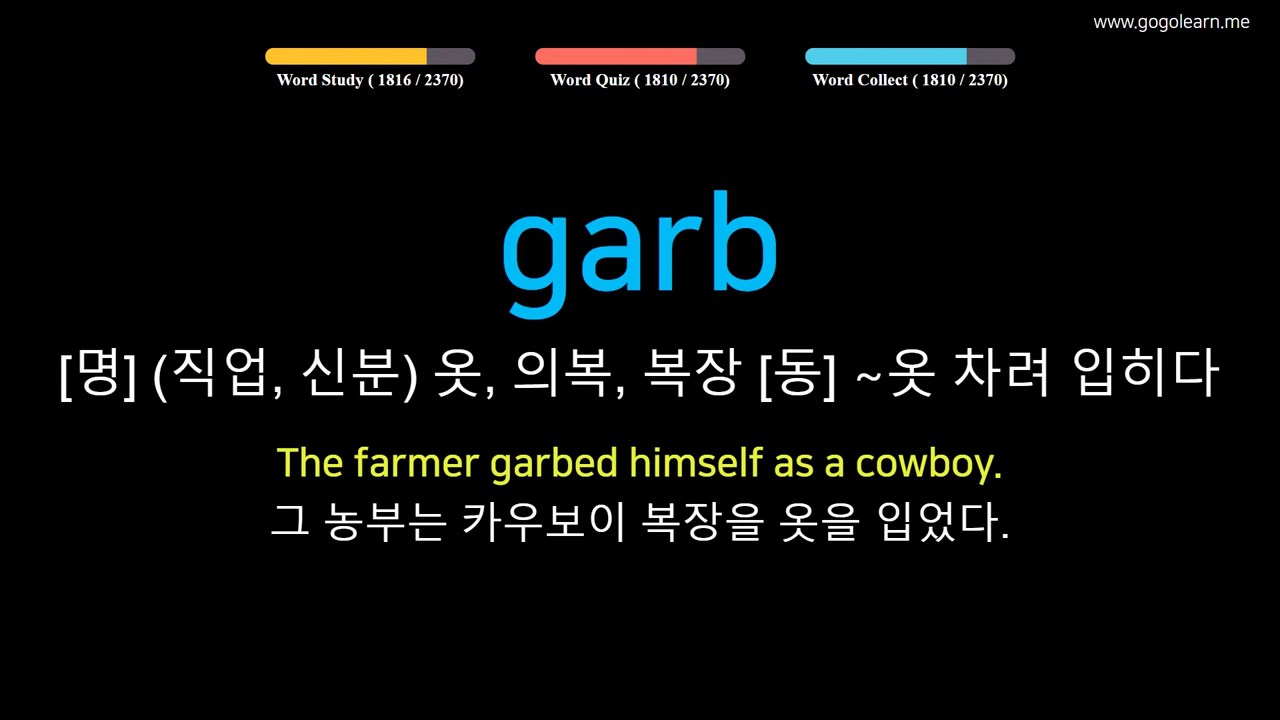 www.gogolearn.me
Word Study ( 1816 / 2370)
Word Quiz ( 1810 / 2370)
Word Collect ( 1810 / 2370)
garb
[명] (직업, 신분) 옷, 의복, 복장 [동] ~옷 차려 입히다
The farmer garbed himself as a cowboy.
그 농부는 카우보이 복장을 옷을 입었다.